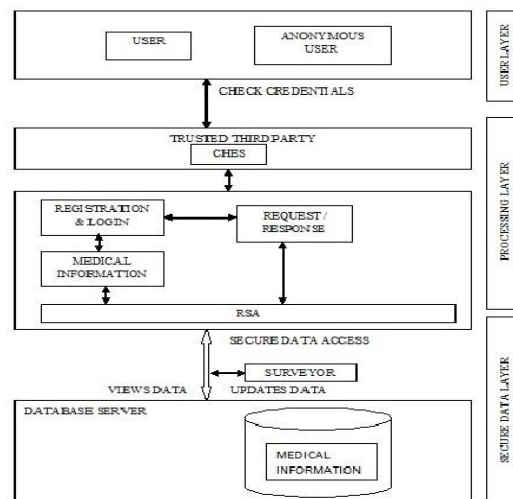 USER
ANONYMOUS
USER
CHECK CREDENTIALS
TRUSTED THIRD PARTY
CHES
REGISTRATION
& LOGIN
REQUEST /
RESPONSE
MEDICAL
INFORMATION
RSA
SECURE DATA ACCESS
SURVEYOR
VIEWS DATA
UPDATES DATA
DATABASE SERVER
MEDICAL
INFORMATION
USER LAYER
PROCESSING LAYER
SECURE DATA LAYER